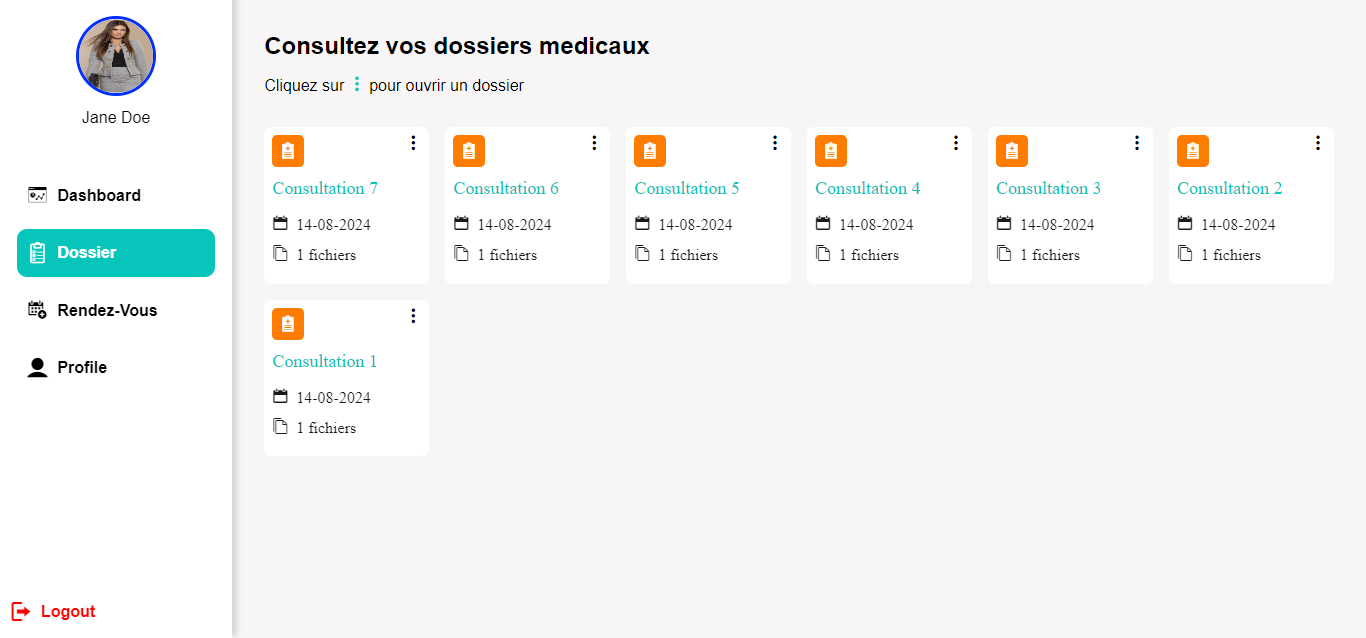 Jane Doe
Dashboard
Dossier
Rendez-Vous
Profile
Logout
Consultez vos dossiers medicaux
Cliquez sur pour ouvrir un dossier
Consultation 7
14-08-2024
1 fichiers
Consultation 6
14-08-2024
1 fichiers
Consultation 5
14-08-2024
1 fichiers
Consultation 4
14-08-2024
1 fichiers
Consultation 3
14-08-2024
1 fichiers
Consultation 2
14-08-2024
1 fichiers
Consultation 1
14-08-2024
1 fichiers